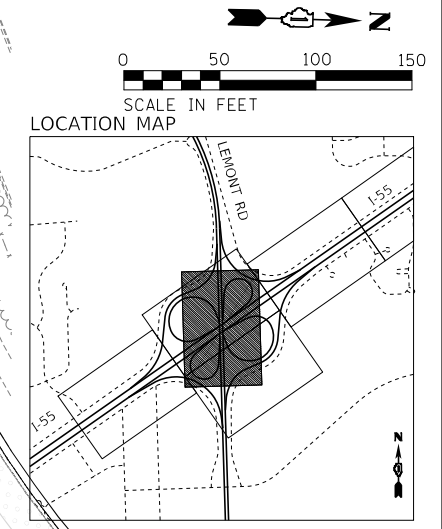 N
0 50 100 150
SCALE IN FEET
LOCATION MAP
LEMONT RD
I-55
I-55
N